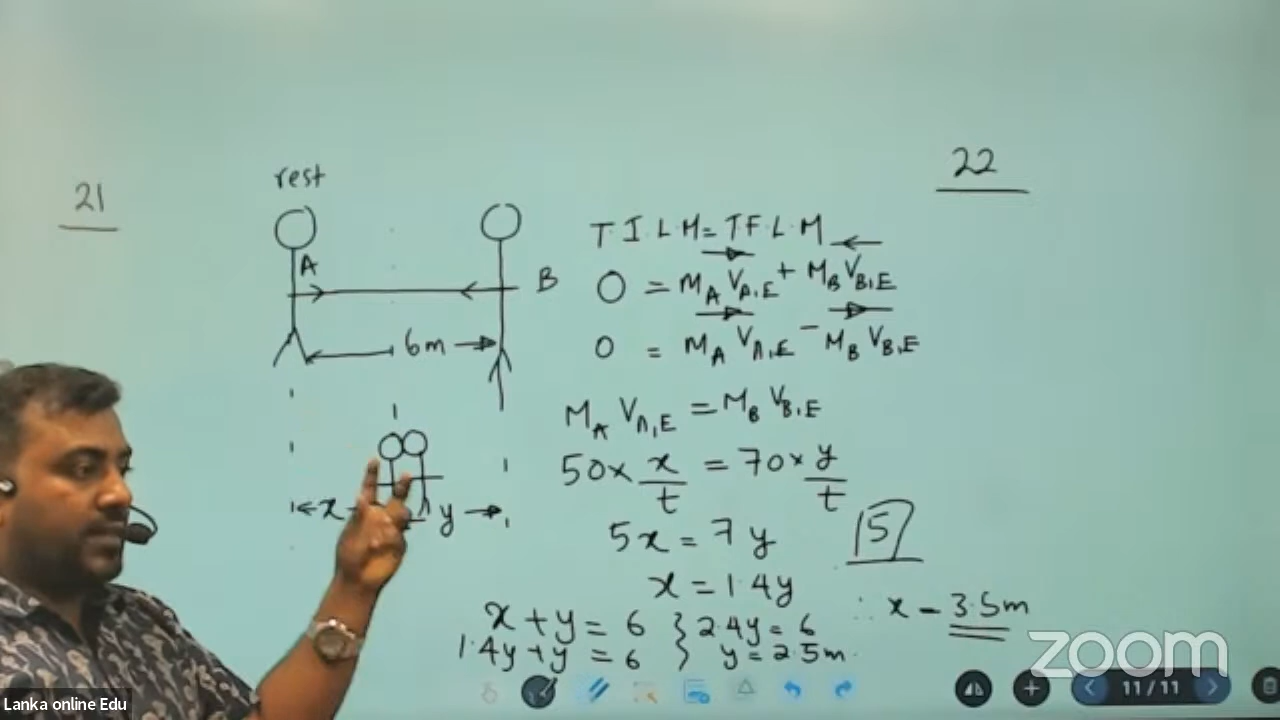 21
22
rest
A
B
6m
x
y
T.I.L.M = T.F.L.M
0 = M_A V_A,E + M_B V_B,E
0 = M_A V_A,E - M_B V_B,E
M_A V_A,E = M_B V_B,E
50 × x/t = 70 × y/t
5x = 7y
5
x = 1.4y
x + y = 6 } 2.4y = 6
1.4y + y = 6 } y = 2.5m
∴ x = 3.5m
zoom
11/11
Lanka online Edu